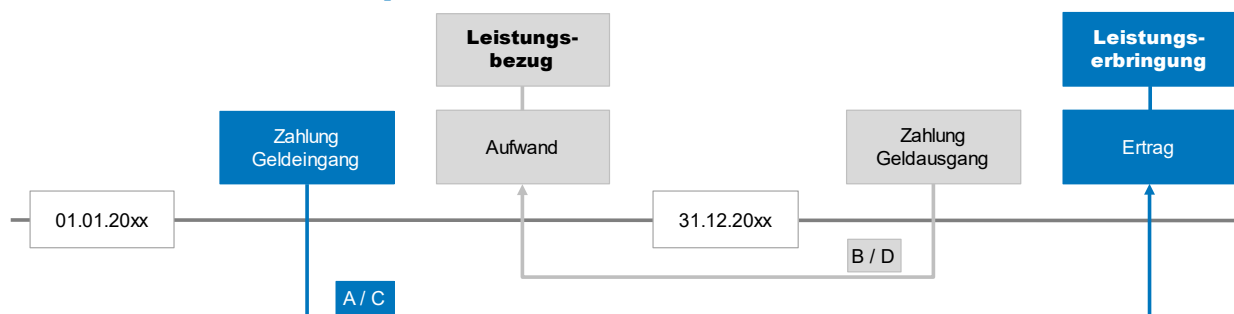 Leistungs-
bezug
Leistungs-
erbringung
Zahlung
Geldeingang
Aufwand
Zahlung
Geldausgang
Ertrag
01.01.20xx
31.12.20xx
B / D
A / C